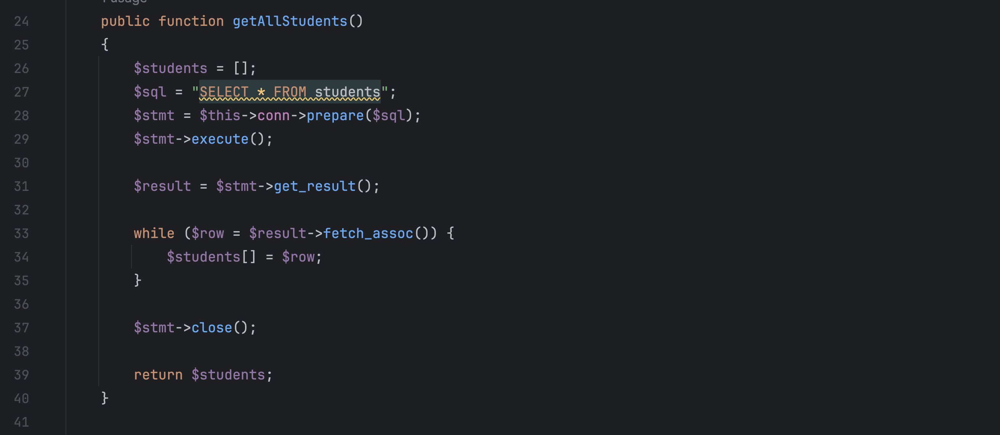 usage
24 public function getAllStudents()
25 {
26 $students = [];
27 $sql = "SELECT * FROM students";
28 $stmt = $this->conn->prepare($sql);
29 $stmt->execute();
30
31 $result = $stmt->get_result();
32
33 while ($row = $result->fetch_assoc()) {
34 $students[] = $row;
35 }
36
37 $stmt->close();
38
39 return $students;
40 }
41